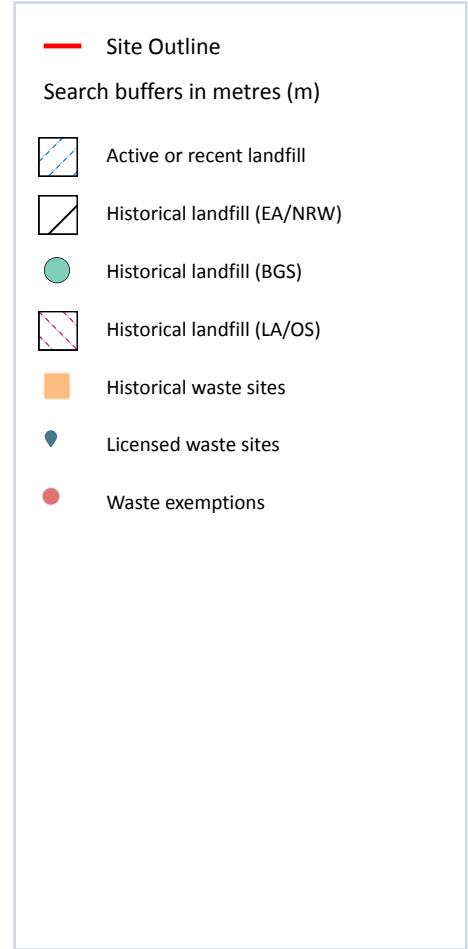 Site Outline
Search buffers in metres (m)
Active or recent landfill
Historical landfill (EA/NRW)
Historical landfill (BGS)
Historical landfill (LA/OS)
Historical waste sites
Licensed waste sites
Waste exemptions